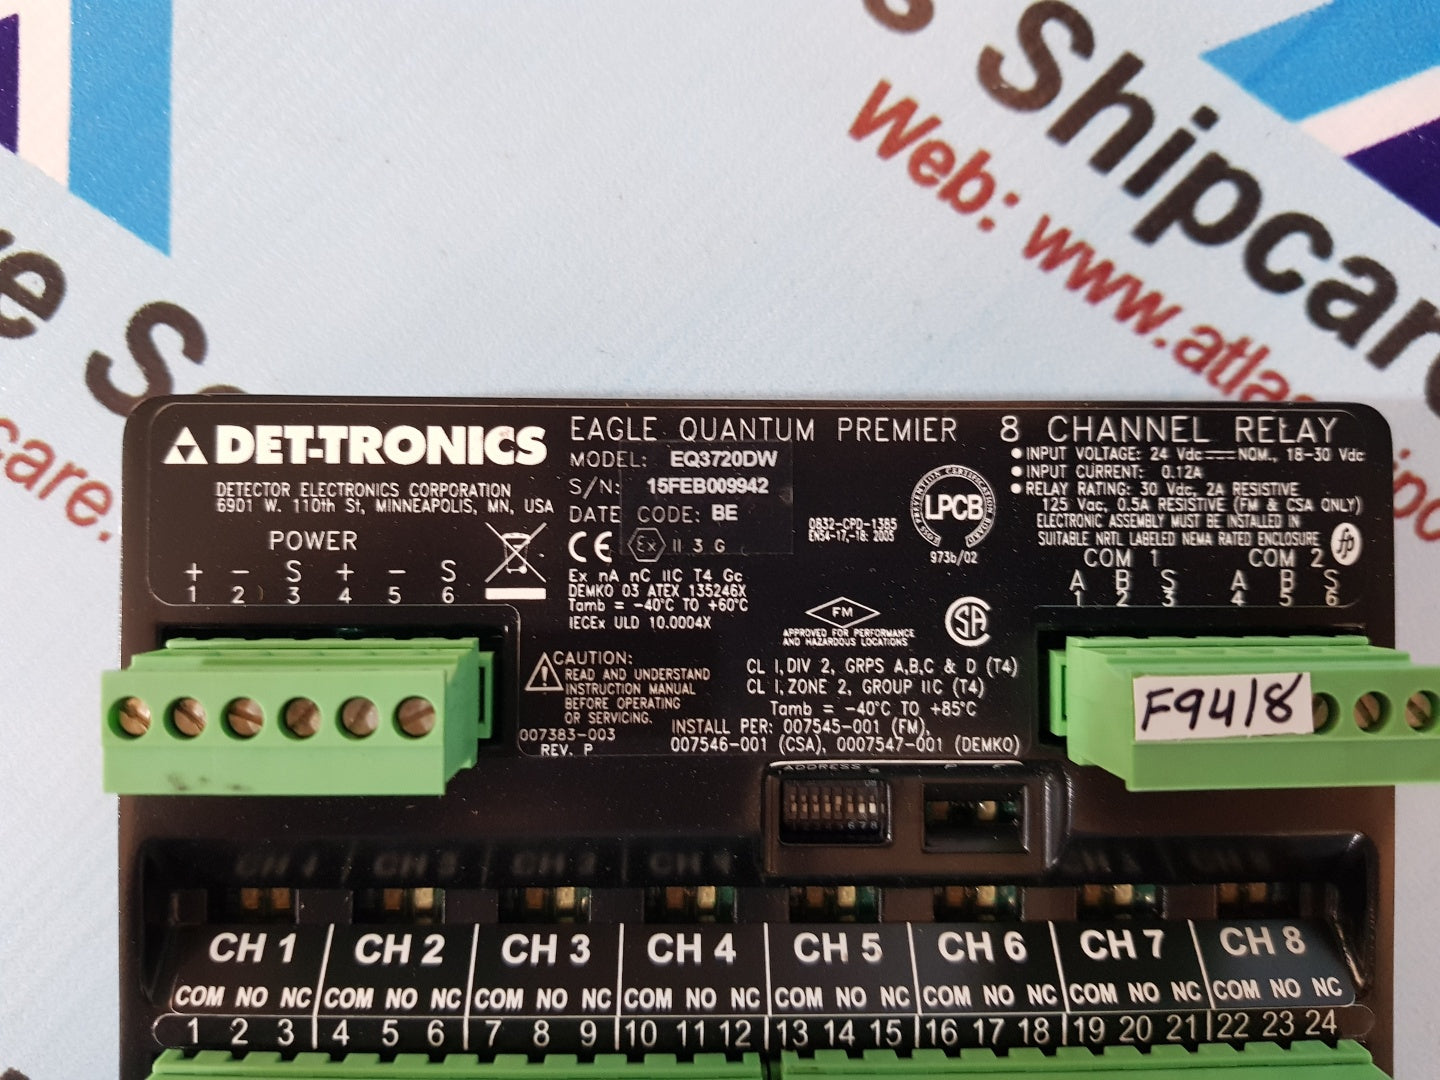 s Shipcare
Web: www.atlas
DET-TRONICS
DETECTOR ELECTRONICS CORPORATION
6901 W. 110th St, MINNEAPOLIS, MN, USA
POWER
+ − S + − S
1 2 3 4 5 6
EAGLE QUANTUM PREMIER 8 CHANNEL RELAY
MODEL: EQ3720DW
S/N: 15FEB009942
DATE CODE: BE
CE Ex II 3 G
Ex nA nC IIC T4 Gc
DEMKO 03 ATEX 135246X
Tamb = −40°C TO +60°C
IECEx ULD 10.0004X
CAUTION:
READ AND UNDERSTAND
INSTRUCTION MANUAL
BEFORE OPERATING
OR SERVICING.
007383-003
REV. P
0832-CPD-1385
EN54-17,-18: 2005
LOSS PREVENTION CERTIFICATION BOARD
LPCB
973b/02
FM
APPROVED FOR PERFORMANCE
AND HAZARDOUS LOCATIONS
CL I, DIV 2, GRPS A,B,C & D (T4)
CL I, ZONE 2, GROUP IIC (T4)
Tamb = −40°C TO +85°C
INSTALL PER: 007545-001 (FM),
007546-001 (CSA), 0007547-001 (DEMKO)
• INPUT VOLTAGE: 24 Vdc NOM., 18-30 Vdc
• INPUT CURRENT: 0.12A
• RELAY RATING: 30 Vdc, 2A RESISTIVE
125 Vac, 0.5A RESISTIVE (FM & CSA ONLY)
ELECTRONIC ASSEMBLY MUST BE INSTALLED IN
SUITABLE NRTL LABELED NEMA RATED ENCLOSURE
COM 1 COM 2
A B S A B S
1 2 3 4 5 6
F94/8
ADDRESS
CH 1 CH 2 CH 3 CH 4 CH 5 CH 6 CH 7 CH 8
COM NO NC COM NO NC COM NO NC COM NO NC COM NO NC COM NO NC COM NO NC COM NO NC
1 2 3 4 5 6 7 8 9 10 11 12 13 14 15 16 17 18 19 20 21 22 23 24